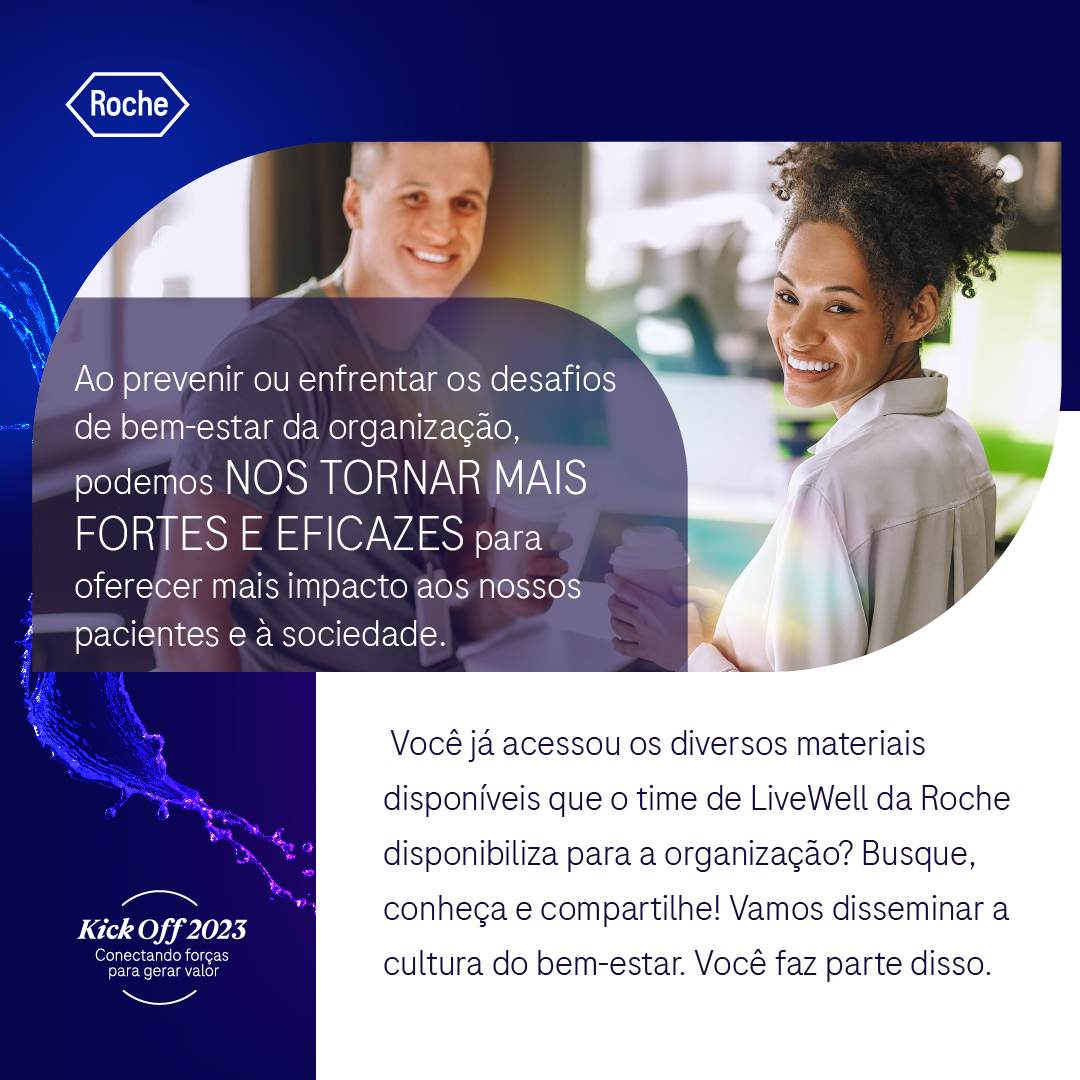 Roche
Ao prevenir ou enfrentar os desafios
de bem-estar da organização,
podemos NOS TORNAR MAIS
FORTES E EFICAZES para
oferecer mais impacto aos nossos
pacientes e à sociedade.
Você já acessou os diversos materiais
disponíveis que o time de LiveWell da Roche
disponibiliza para a organização? Busque,
conheça e compartilhe! Vamos disseminar a
cultura do bem-estar. Você faz parte disso.
Kick Off 2023
Conectando forças
para gerar valor